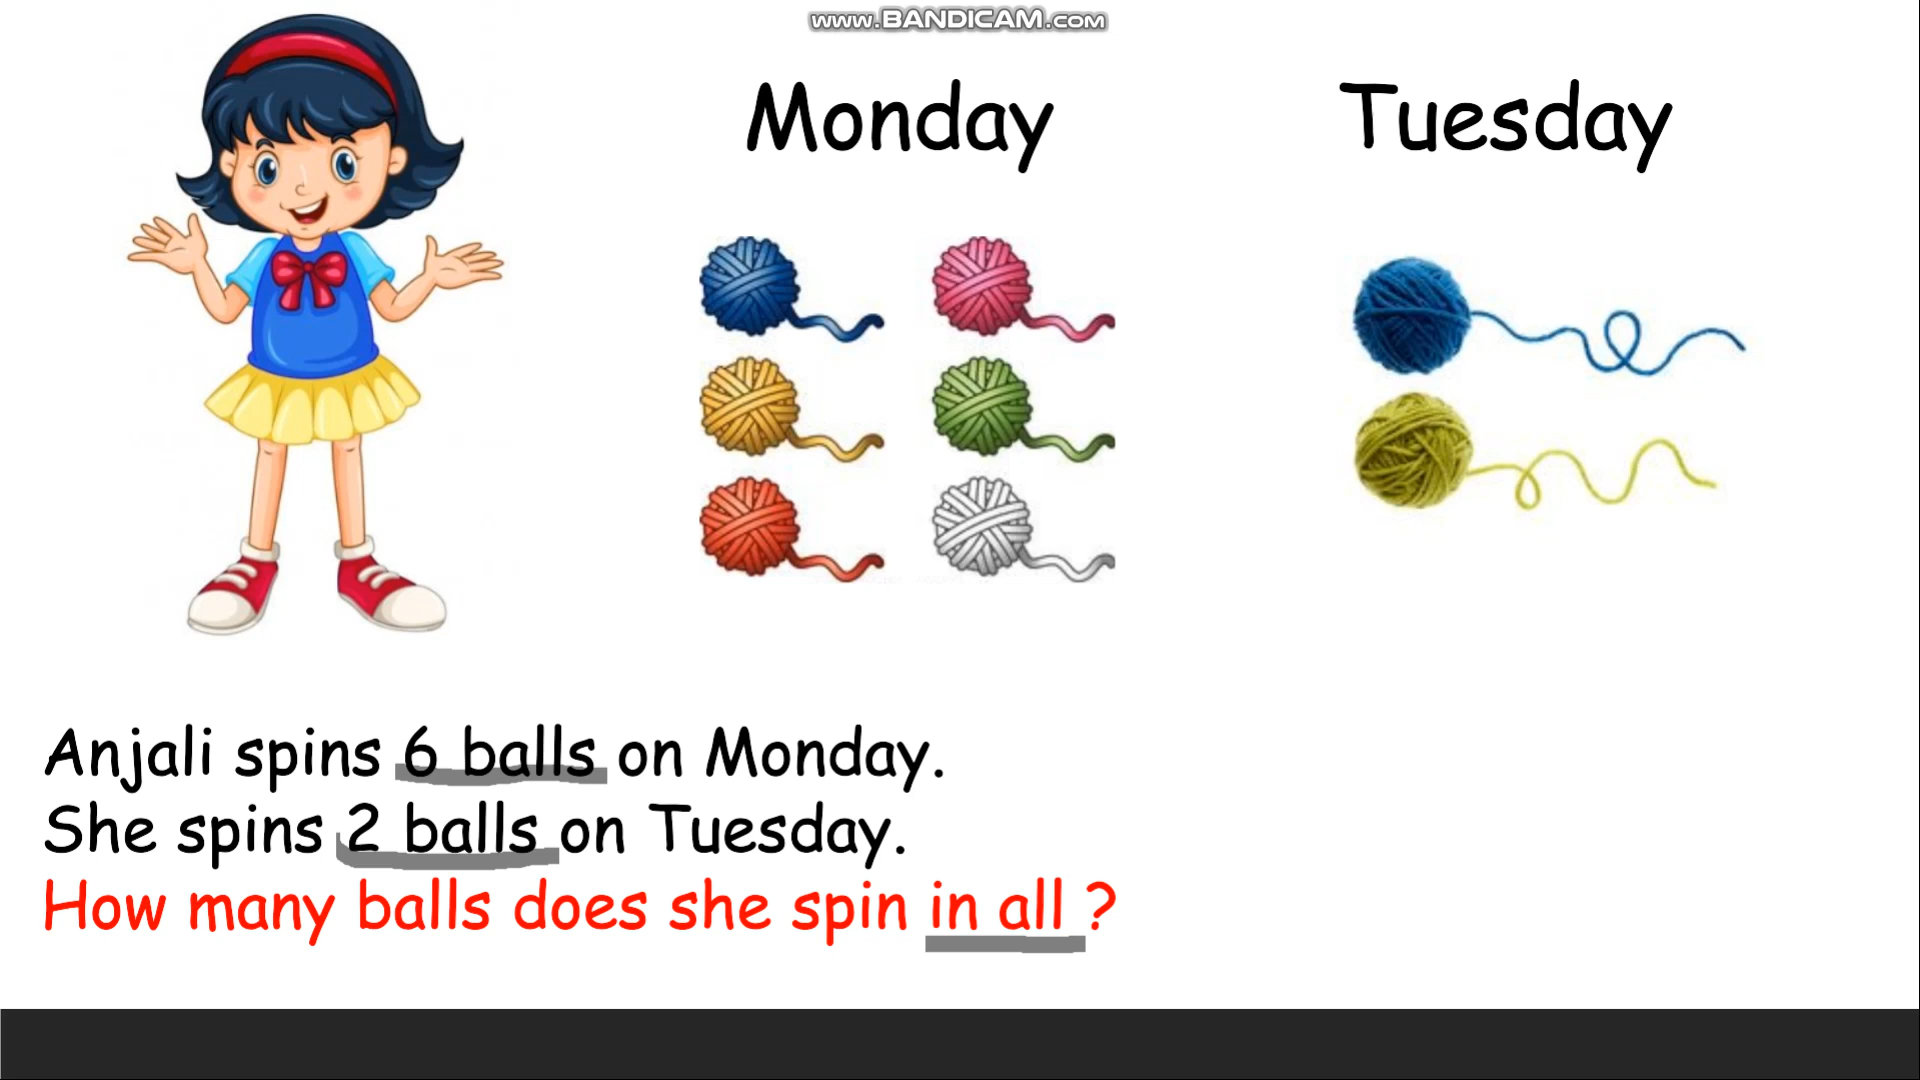 www.BANDICAM.com
Monday
Tuesday
Anjali spins 6 balls on Monday.
She spins 2 balls on Tuesday.
How many balls does she spin in all ?